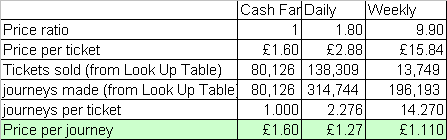 Cash Far Daily Weekly
Price ratio 1 1.80 9.90
Price per ticket £1.60 £2.88 £15.84
Tickets sold (from Look Up Table) 80,126 138,309 13,749
journeys made (from Look Up Table) 80,126 314,744 196,193
journeys per ticket 1.000 2.276 14.270
Price per journey £1.60 £1.27 £1.110